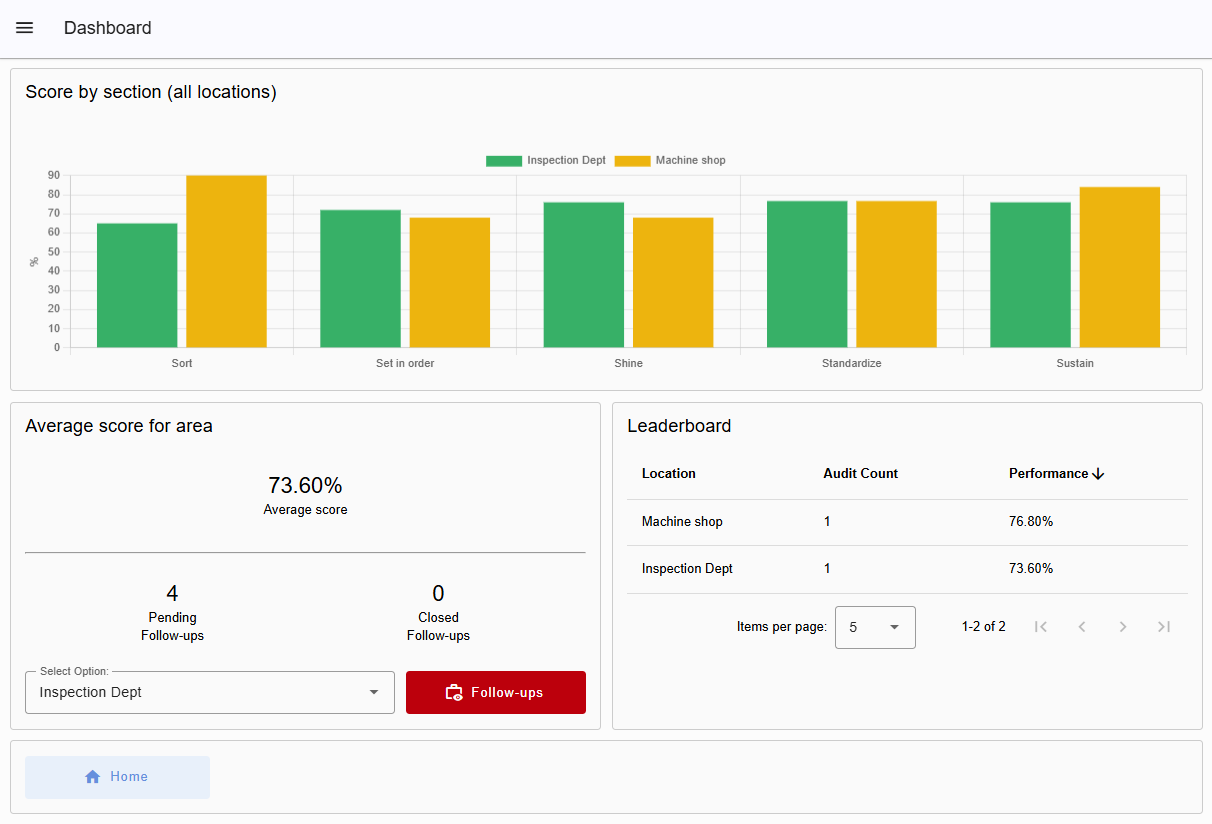 Dashboard
Score by section (all locations)
Inspection Dept Machine shop
90
80
70
60
50
40
30
20
10
0
%
Sort Set in order Shine Standardize Sustain
Average score for area
73.60%
Average score
4
Pending
Follow-ups
0
Closed
Follow-ups
Select Option:
Inspection Dept
Follow-ups
Leaderboard
Location Audit Count Performance
Machine shop 1 76.80%
Inspection Dept 1 73.60%
Items per page: 5 1-2 of 2
Home